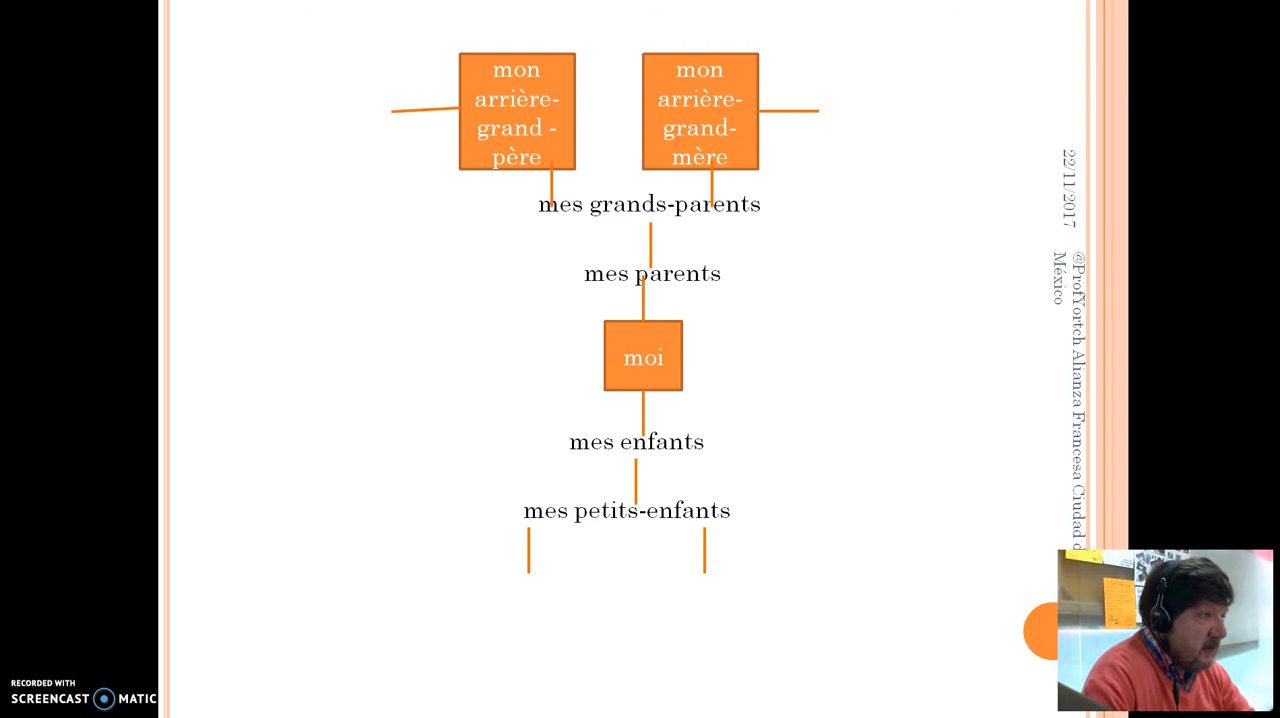 mon
arrière-
grand -
père
mon
arrière-
grand-
mère
mes grands-parents
mes parents
moi
mes enfants
mes petits-enfants
22/11/2017
@ProfYortch Alianza Francesa Ciudad d
México
RECORDED WITH
SCREENCAST MATIC